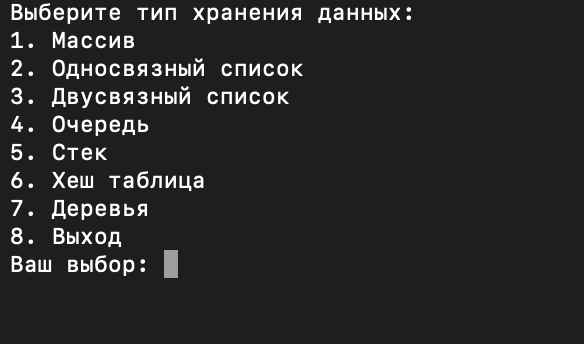 Выберите тип хранения данных:
1. Массив
2. Односвязный список
3. Двусвязный список
4. Очередь
5. Стек
6. Хеш таблица
7. Деревья
8. Выход
Ваш выбор: